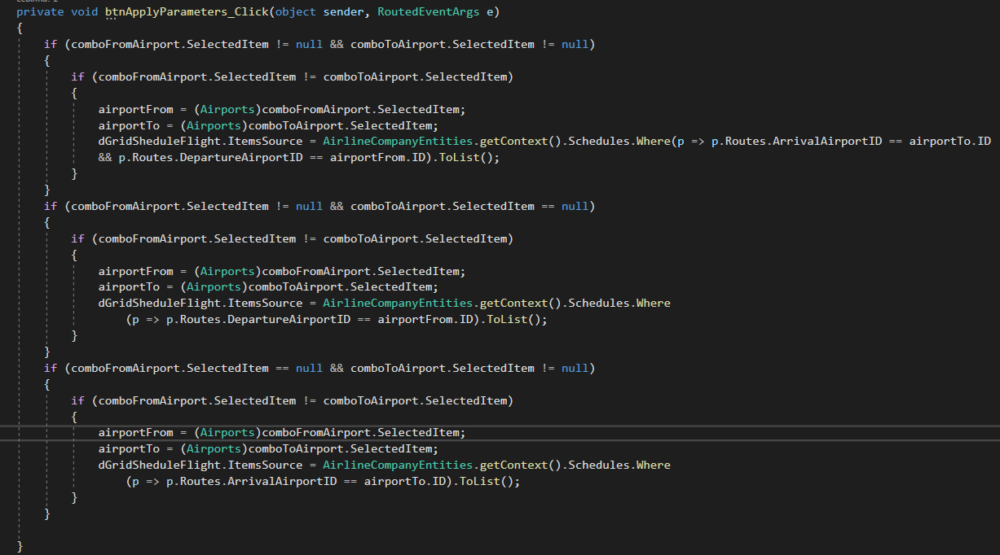 private void btnApplyParameters_Click(object sender, RoutedEventArgs e)
{
if (comboFromAirport.SelectedItem != null && comboToAirport.SelectedItem != null)
{
if (comboFromAirport.SelectedItem != comboToAirport.SelectedItem)
{
airportFrom = (Airports)comboFromAirport.SelectedItem;
airportTo = (Airports)comboToAirport.SelectedItem;
dGridSheduleFlight.ItemsSource = AirlineCompanyEntities.getContext().Schedules.Where(p => p.Routes.ArrivalAirportID == airportTo.ID
&& p.Routes.DepartureAirportID == airportFrom.ID).ToList();
}
}
if (comboFromAirport.SelectedItem != null && comboToAirport.SelectedItem == null)
{
if (comboFromAirport.SelectedItem != comboToAirport.SelectedItem)
{
airportFrom = (Airports)comboFromAirport.SelectedItem;
airportTo = (Airports)comboToAirport.SelectedItem;
dGridSheduleFlight.ItemsSource = AirlineCompanyEntities.getContext().Schedules.Where
(p => p.Routes.DepartureAirportID == airportFrom.ID).ToList();
}
}
if (comboFromAirport.SelectedItem == null && comboToAirport.SelectedItem != null)
{
if (comboFromAirport.SelectedItem != comboToAirport.SelectedItem)
{
airportFrom = (Airports)comboFromAirport.SelectedItem;
airportTo = (Airports)comboToAirport.SelectedItem;
dGridSheduleFlight.ItemsSource = AirlineCompanyEntities.getContext().Schedules.Where
(p => p.Routes.ArrivalAirportID == airportTo.ID).ToList();
}
}
}